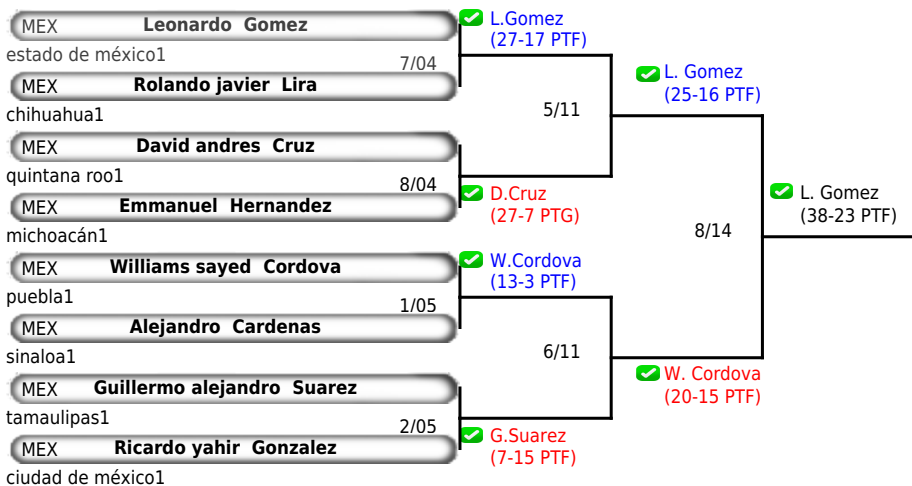 MEX Leonardo Gomez
estado de méxico1
7/04
MEX Rolando javier Lira
chihuahua1
MEX David andres Cruz
quintana roo1
8/04
MEX Emmanuel Hernandez
michoacán1
MEX Williams sayed Cordova
puebla1
1/05
MEX Alejandro Cardenas
sinaloa1
MEX Guillermo alejandro Suarez
tamaulipas1
2/05
MEX Ricardo yahir Gonzalez
ciudad de méxico1
L.Gomez
(27-17 PTF)
5/11
D.Cruz
(27-7 PTG)
W.Cordova
(13-3 PTF)
6/11
G.Suarez
(7-15 PTF)
L. Gomez
(25-16 PTF)
8/14
W. Cordova
(20-15 PTF)
L. Gomez
(38-23 PTF)